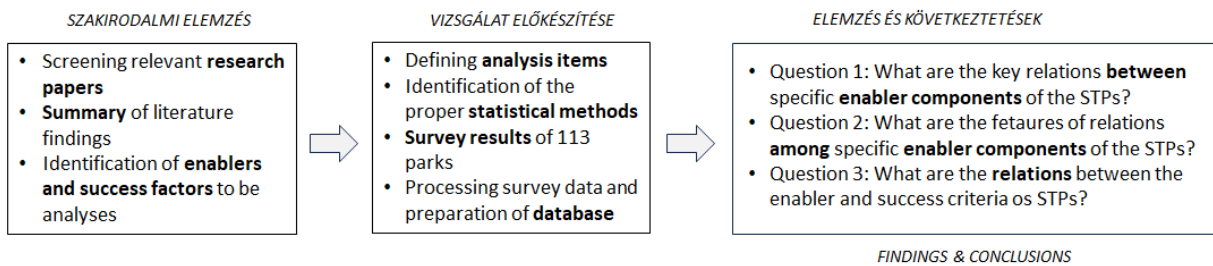 SZAKIRODALMI ELEMZÉS
• Screening relevant research
papers
• Summary of literature
findings
• Identification of enablers
and success factors to be
analyses
VIZSGÁLAT ELŐKÉSZÍTÉSE
• Defining analysis items
• Identification of the
proper statistical methods
• Survey results of 113
parks
• Processing survey data and
preparation of database
ELEMZÉS ÉS KÖVETKEZTETÉSEK
• Question 1: What are the key relations between
specific enabler components of the STPs?
• Question 2: What are the fetaures of relations
among specific enabler components of the STPs?
• Question 3: What are the relations between the
enabler and success criteria os STPs?
FINDINGS & CONCLUSIONS